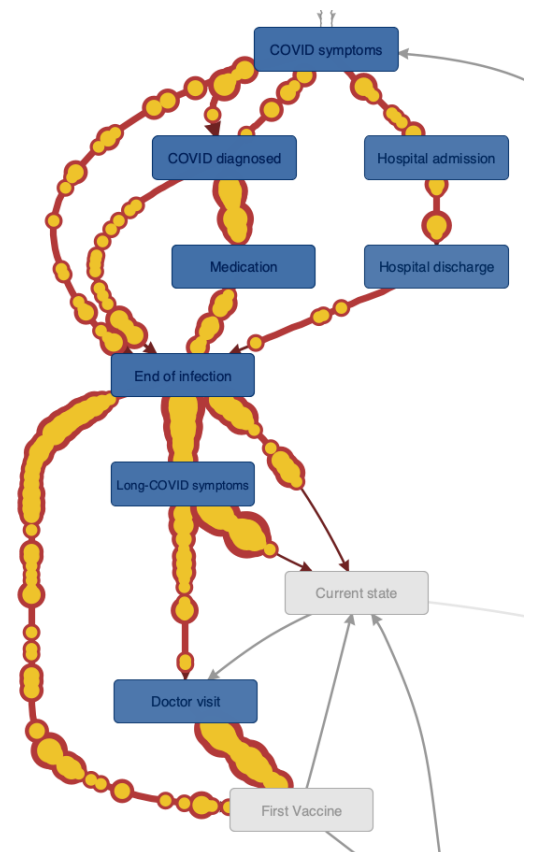 COVID symptoms
COVID diagnosed
Hospital admission
Medication
Hospital discharge
End of infection
Long-COVID symptoms
Current state
Doctor visit
First Vaccine